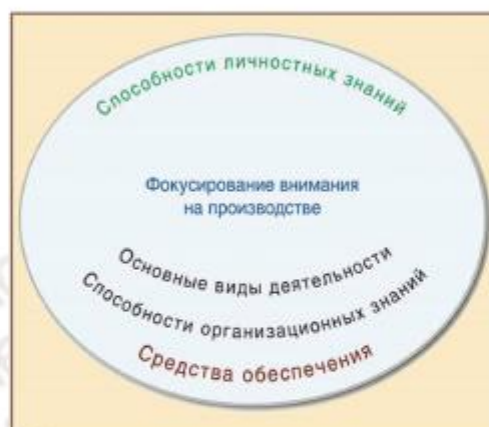 Способности личностных знаний
Фокусирование внимания
на производстве
Основные виды деятельности
Способности организационных знаний
Средства обеспечения